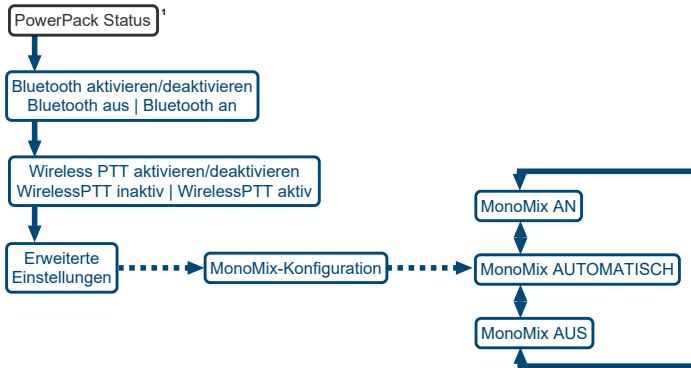 PowerPack Status ¹
Bluetooth aktivieren/deaktivieren
Bluetooth aus | Bluetooth an
Wireless PTT aktivieren/deaktivieren
WirelessPTT inaktiv | WirelessPTT aktiv
Erweiterte
Einstellungen
MonoMix-Konfiguration
MonoMix AN
MonoMix AUTOMATISCH
MonoMix AUS